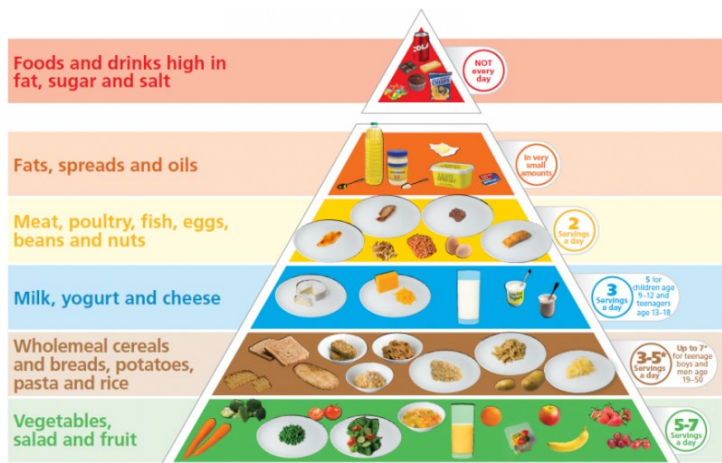 Foods and drinks high in
fat, sugar and salt
NOT
every
day
Fats, spreads and oils
In very
small
amounts
Meat, poultry, fish, eggs,
beans and nuts
2
Servings
a day
Milk, yogurt and cheese
3
Servings
a day
5 for
children age
9–12 and
teenagers
age 13–18
Wholemeal cereals
and breads, potatoes,
pasta and rice
3-5*
Servings
a day
Up to 7*
for teenage
boys and
men age
19–50
Vegetables,
salad and fruit
5-7
Servings
a day